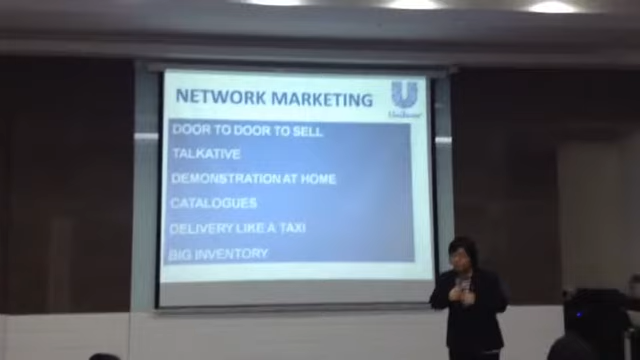 NETWORK MARKETING
Unilever
DOOR TO DOOR TO SELL
TALKATIVE
DEMONSTRATION AT HOME
CATALOGUES
DELIVERY LIKE A TAXI
BIG INVENTORY